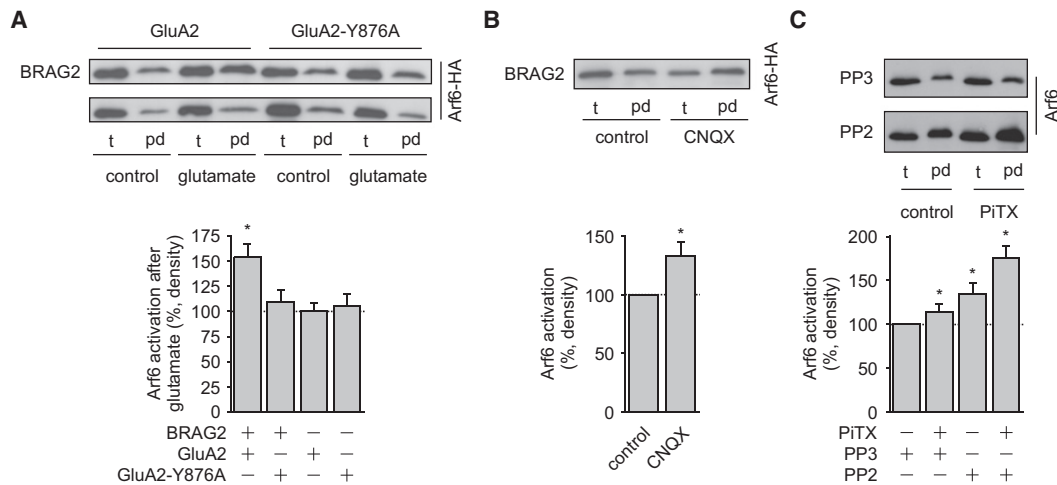 A
GluA2 GluA2-Y876A
BRAG2
Arf6-HA
t pd t pd t pd t pd
control glutamate control glutamate
Arf6 activation after
glutamate (%, density)
175
150
125
100
75
50
25
0
*
BRAG2 + + − −
GluA2 + − + −
GluA2-Y876A − + − +
B
BRAG2
Arf6-HA
t pd t pd
control CNQX
Arf6 activation
(%, density)
150
100
50
0
*
control CNQX
C
PP3
PP2
Arf6
t pd t pd
control PiTX
Arf6 activation
(%, density)
200
150
100
50
0
* * *
PiTX − + − +
PP3 + + − −
PP2 − − + +